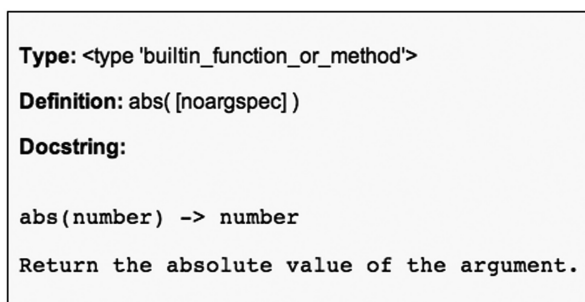 Type: <type 'builtin_function_or_method'>
Definition: abs( [noargspec] )
Docstring:
abs(number) -> number
Return the absolute value of the argument.